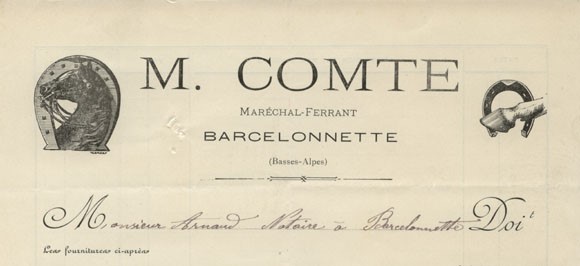 M. COMTE
MARÉCHAL-FERRANT
BARCELONNETTE
(Basses-Alpes)
Monsieur Arnaud Notaire à Barcelonnette Doit
Les fournitures ci-après